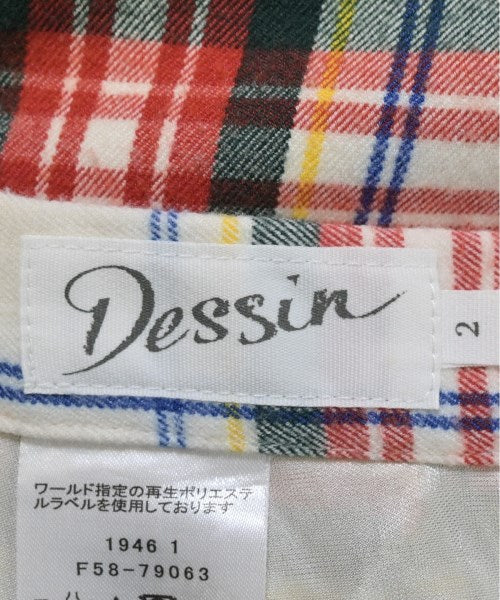 Dessin
2
ワールド指定の再生ポリエステ
ルラベルを使用しております
1946 1
F58-79063